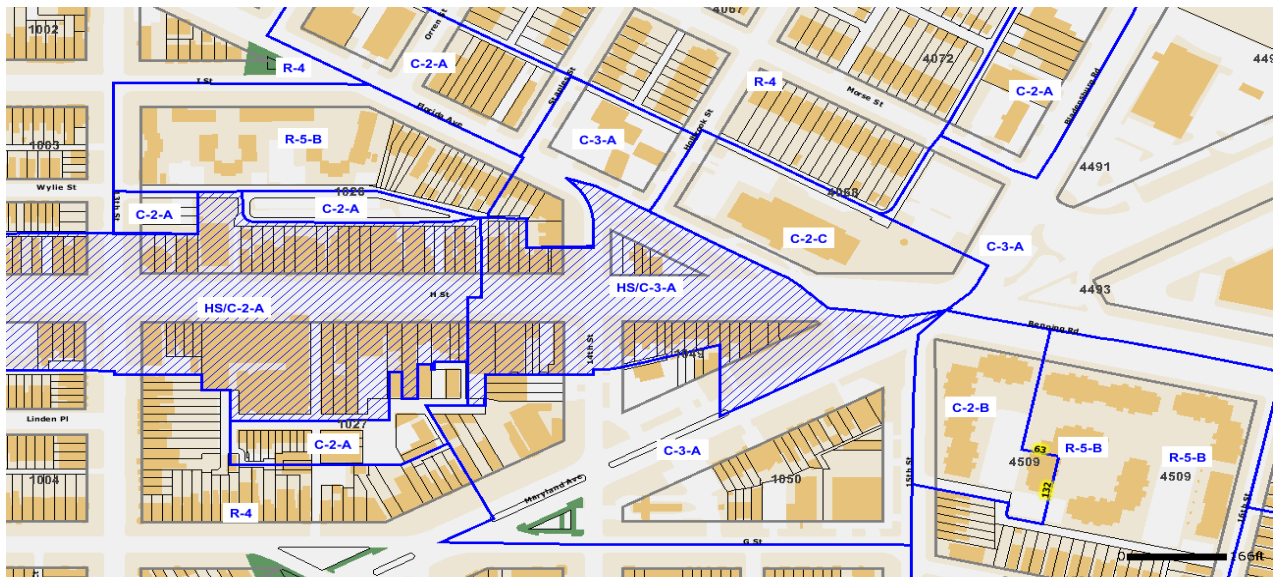 1002
Orren St
4067
C-2-A
R-4
4072
449
I St
Staples St
R-4
C-2-A
Bladensburg Rd
Morse St
Florida Ave
Holbrook St
1003
R-5-B
C-3-A
4491
Wylie St
1026
4068
C-2-A
C-2-A
C-2-C
C-3-A
HS/C-2-A
H St
HS/C-3-A
4493
14th St
1049
Benning Rd
C-2-B
Linden Pl
1027
C-2-A
C-3-A
63
R-5-B
R-5-B
4509
4509
1004
15th St
1050
132
Maryland Ave
R-4
16th St
G St
0
166ft